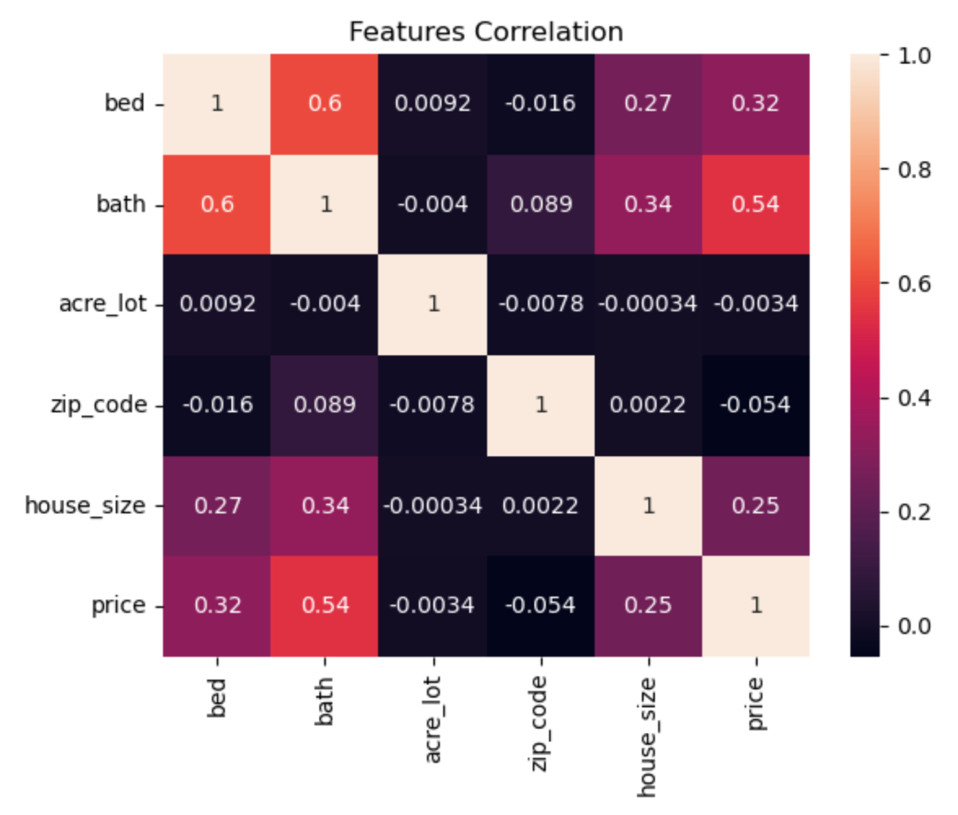 Features Correlation
bed 1 0.6 0.0092 -0.016 0.27 0.32
bath 0.6 1 -0.004 0.089 0.34 0.54
acre_lot 0.0092 -0.004 1 -0.0078 -0.00034 -0.0034
zip_code -0.016 0.089 -0.0078 1 0.0022 -0.054
house_size 0.27 0.34 -0.00034 0.0022 1 0.25
price 0.32 0.54 -0.0034 -0.054 0.25 1
bed bath acre_lot zip_code house_size price
1.0
0.8
0.6
0.4
0.2
0.0